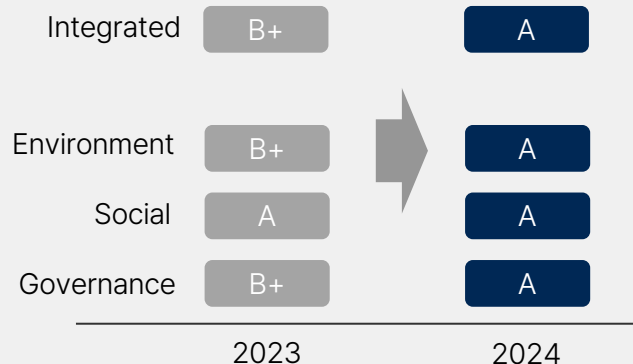 Integrated B+ A
Environment B+ A
Social A A
Governance B+ A
2023 2024